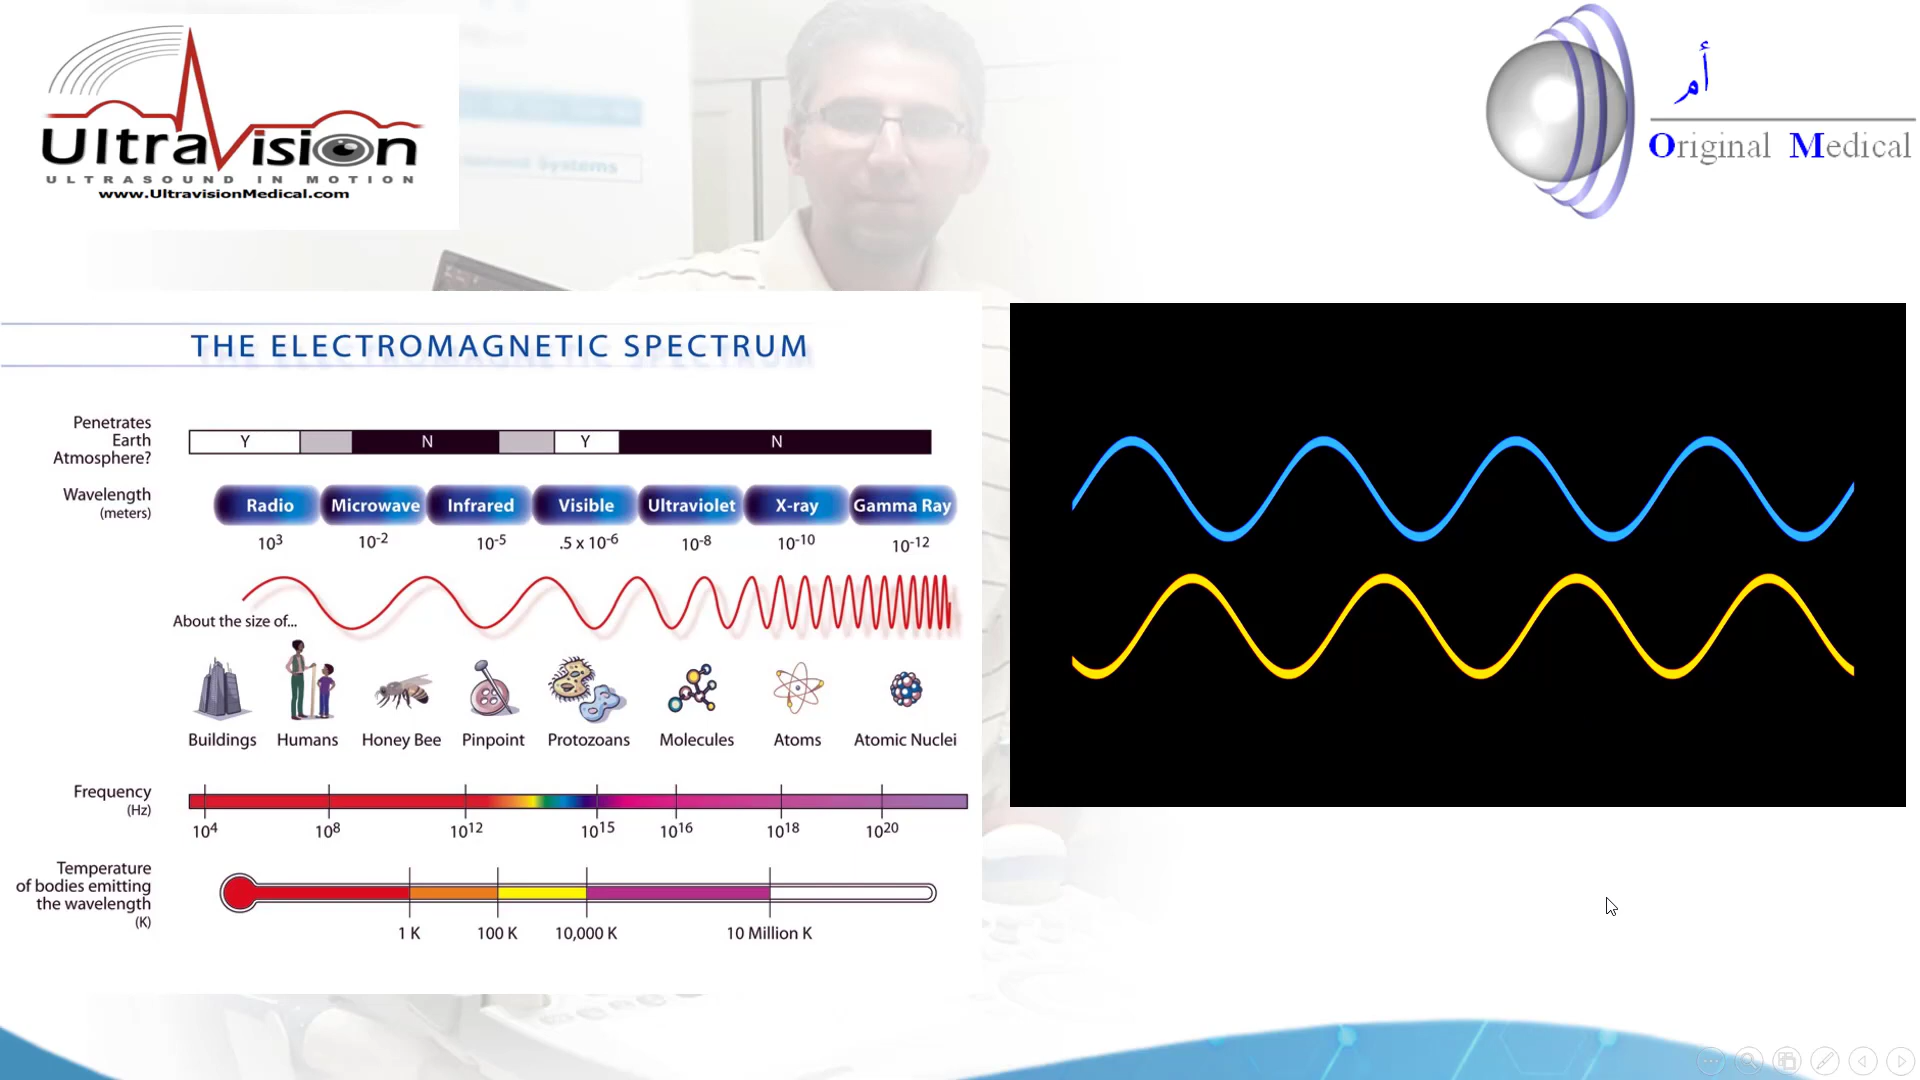 UltraVision
ULTRASOUND IN MOTION
www.UltravisionMedical.com
Systems
أم
Original Medical
THE ELECTROMAGNETIC SPECTRUM
Penetrates
Earth
Atmosphere?
Y N Y N
Wavelength
(meters)
Radio Microwave Infrared Visible Ultraviolet X-ray Gamma Ray
10³ 10⁻² 10⁻⁵ .5 x 10⁻⁶ 10⁻⁸ 10⁻¹⁰ 10⁻¹²
About the size of...
Buildings Humans Honey Bee Pinpoint Protozoans Molecules Atoms Atomic Nuclei
Frequency
(Hz)
10⁴ 10⁸ 10¹² 10¹⁵ 10¹⁶ 10¹⁸ 10²⁰
Temperature
of bodies emitting
the wavelength
(K)
1 K 100 K 10,000 K 10 Million K